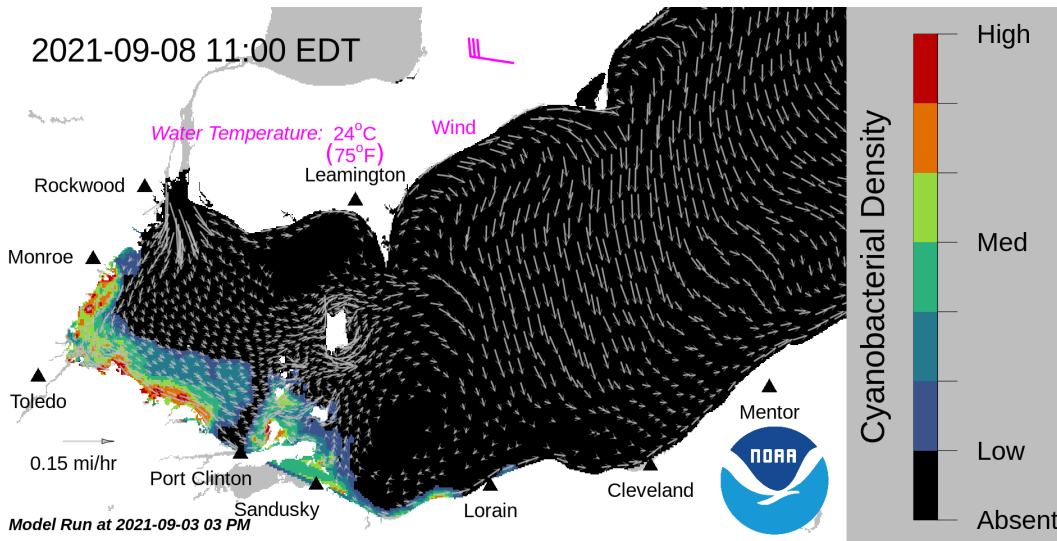 2021-09-08 11:00 EDT
High
Wind
Water Temperature: 24°C
(75°F)
Leamington
Rockwood
Monroe
Med
Cyanobacterial Density
Toledo
Mentor
NOAA
0.15 mi/hr
Port Clinton
Low
Cleveland
Sandusky
Lorain
Model Run at 2021-09-03 03 PM
Absent